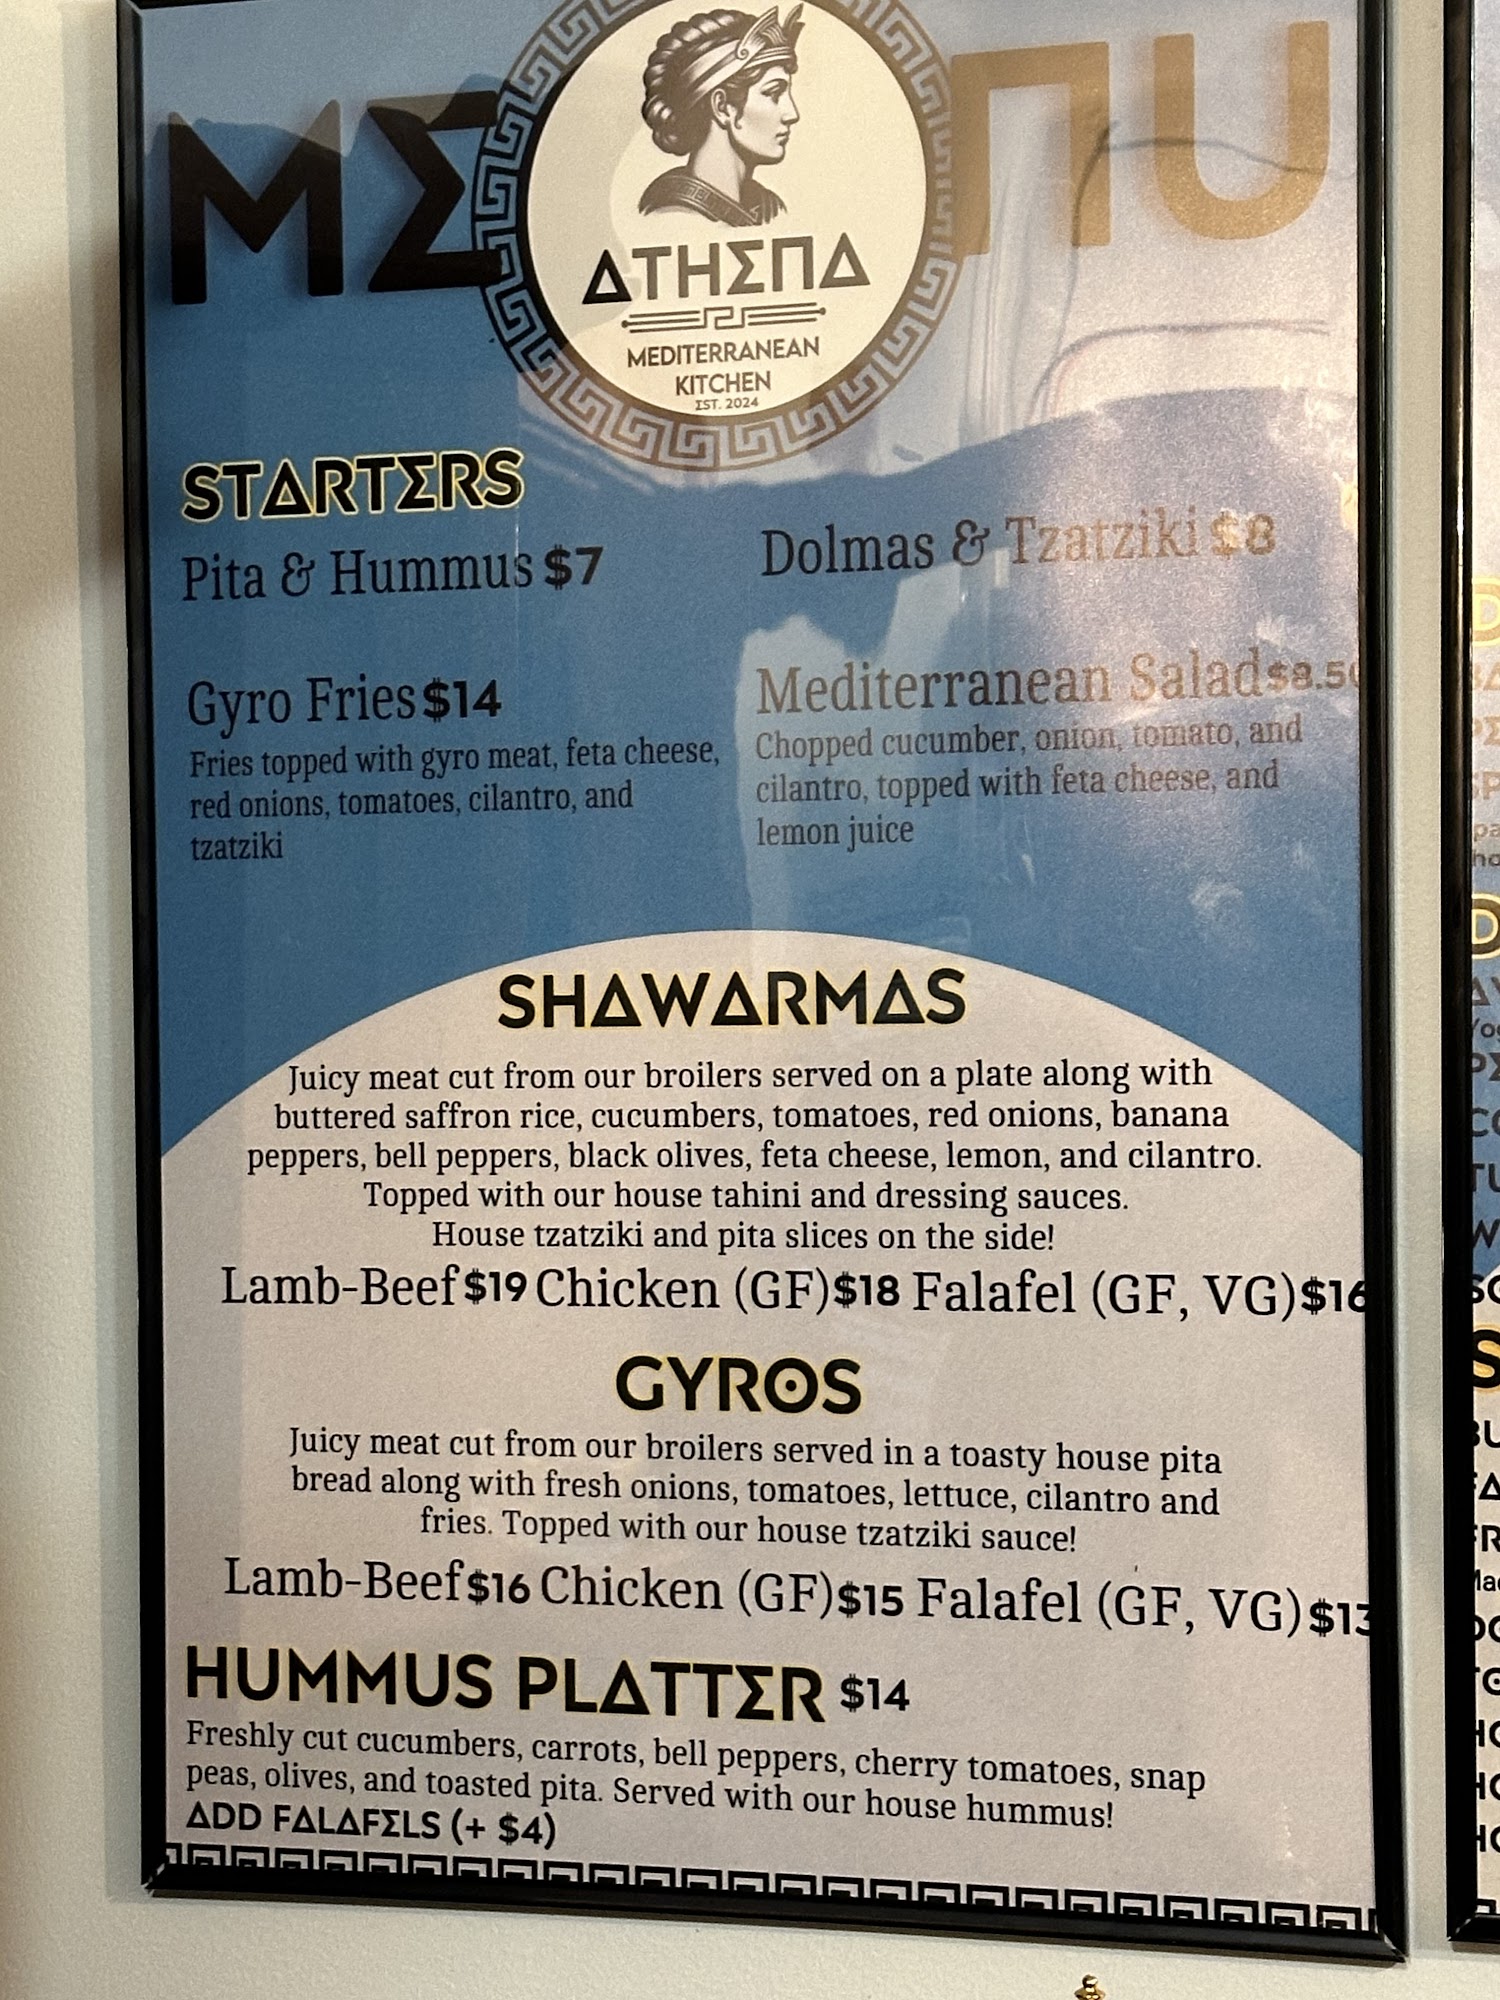 ΜΣΠU
ΔTHΣΠΔ
MEDITERRANEAN
KITCHEN
ΣST. 2024
STΔRTΣRS
Pita & Hummus $7
Dolmas & Tzatziki $8
Gyro Fries $14
Fries topped with gyro meat, feta cheese,
red onions, tomatoes, cilantro, and
tzatziki
Mediterranean Salad $8.50
Chopped cucumber, onion, tomato, and
cilantro, topped with feta cheese, and
lemon juice
SHΔWΔRMΔS
Juicy meat cut from our broilers served on a plate along with
buttered saffron rice, cucumbers, tomatoes, red onions, banana
peppers, bell peppers, black olives, feta cheese, lemon, and cilantro.
Topped with our house tahini and dressing sauces.
House tzatziki and pita slices on the side!
Lamb-Beef $19 Chicken (GF) $18 Falafel (GF, VG) $16
GYROS
Juicy meat cut from our broilers served in a toasty house pita
bread along with fresh onions, tomatoes, lettuce, cilantro and
fries. Topped with our house tzatziki sauce!
Lamb-Beef $16 Chicken (GF) $15 Falafel (GF, VG) $13
HUMMUS PLΔTTΣR $14
Freshly cut cucumbers, carrots, bell peppers, cherry tomatoes, snap
peas, olives, and toasted pita. Served with our house hummus!
ΔDD FΔLΔFΣLS (+ $4)